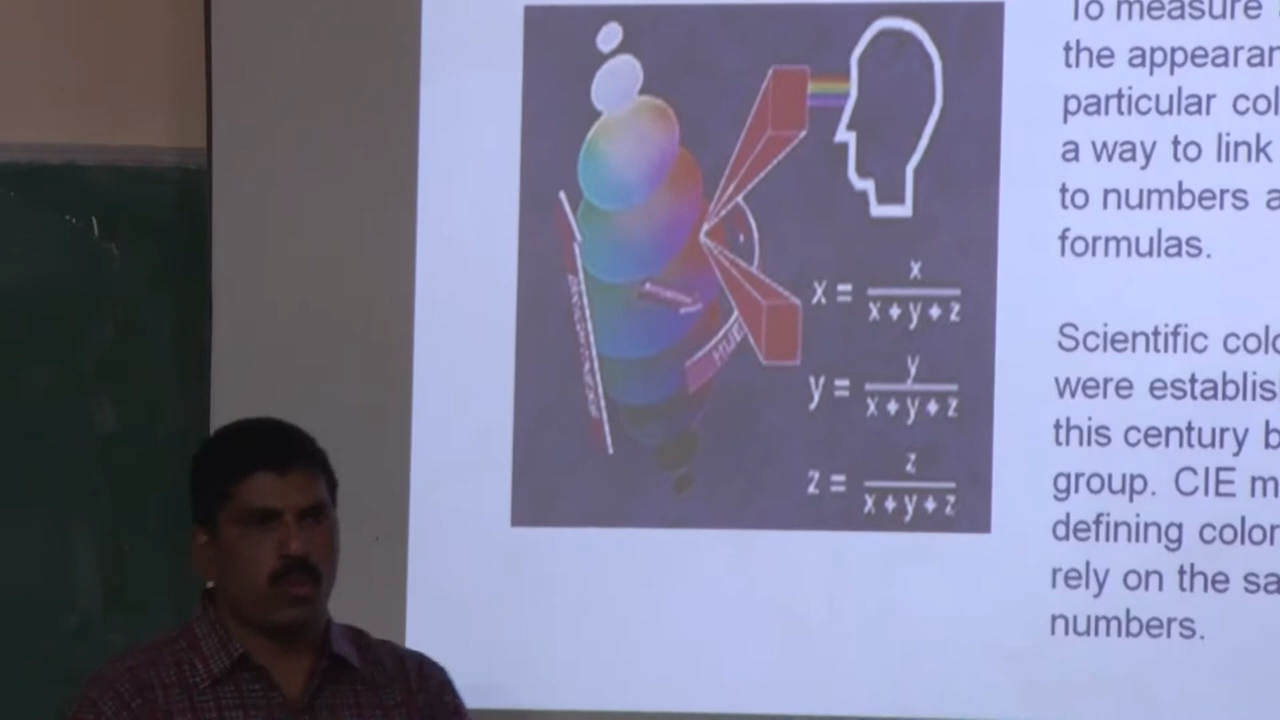 To measure
the appearan
particular col
a way to link
to numbers a
formulas.
Scientific colo
were establis
this century b
group. CIE m
defining color
rely on the sa
numbers.
HUE
x = x / x + y + z
y = y / x + y + z
z = z / x + y + z